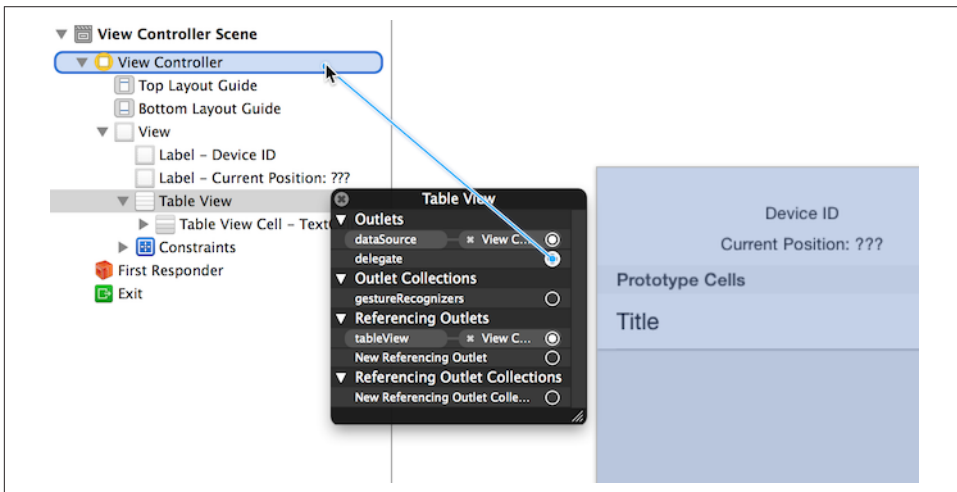 View Controller Scene
View Controller
Top Layout Guide
Bottom Layout Guide
View
Label – Device ID
Label – Current Position: ???
Table View
Table View Cell – Text
Constraints
First Responder
Exit
Table View
Outlets
dataSource
View C...
delegate
Outlet Collections
gestureRecognizers
Referencing Outlets
tableView
View C...
New Referencing Outlet
Referencing Outlet Collections
New Referencing Outlet Colle...
Device ID
Current Position: ???
Prototype Cells
Title